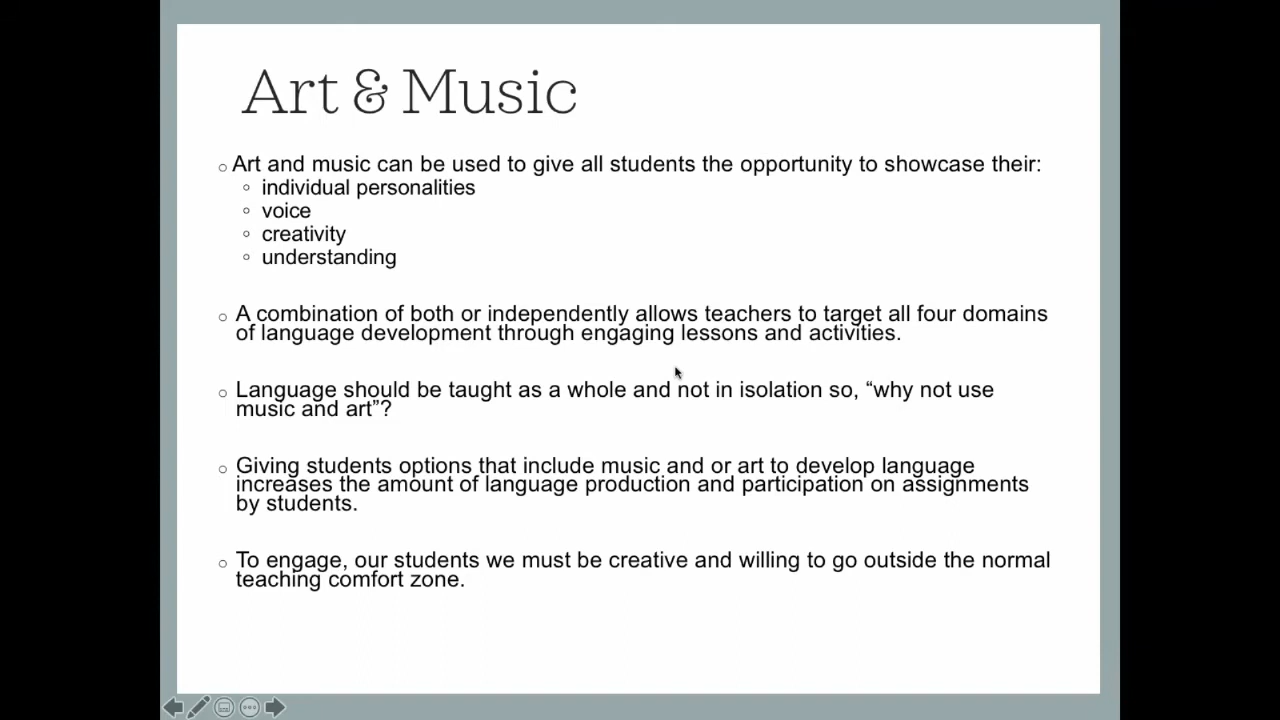 Art & Music
Art and music can be used to give all students the opportunity to showcase their:
individual personalities
voice
creativity
understanding
A combination of both or independently allows teachers to target all four domains
of language development through engaging lessons and activities.
Language should be taught as a whole and not in isolation so, “why not use
music and art”?
Giving students options that include music and or art to develop language
increases the amount of language production and participation on assignments
by students.
To engage, our students we must be creative and willing to go outside the normal
teaching comfort zone.